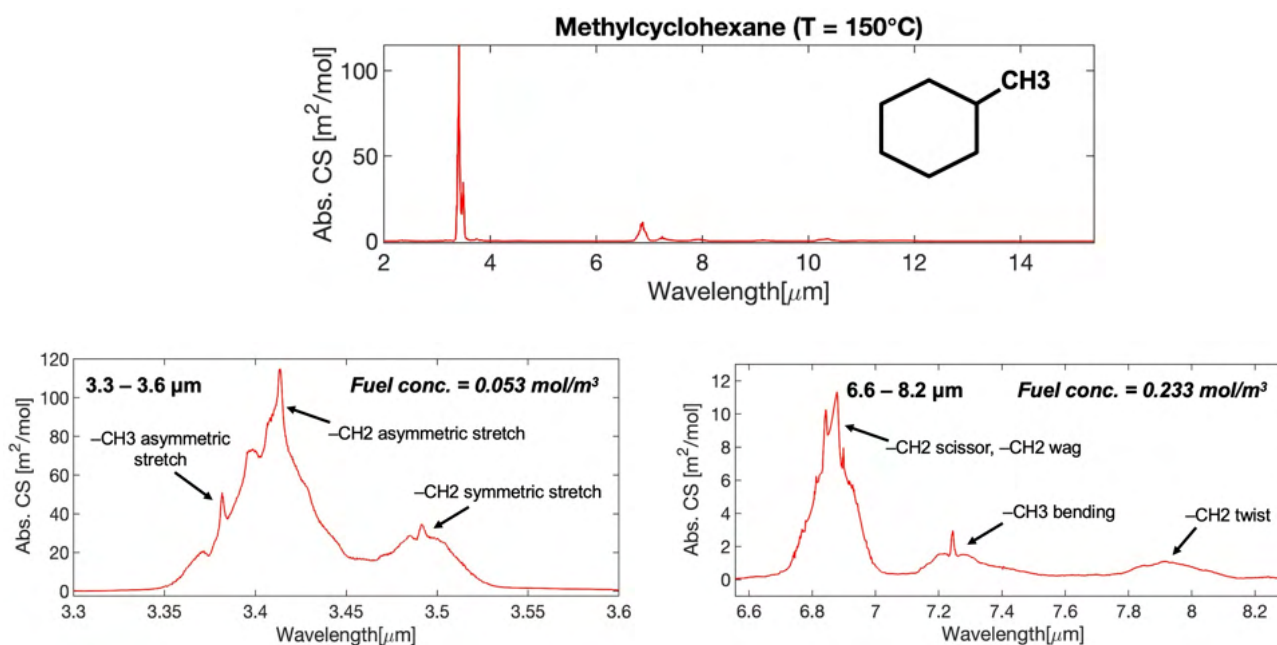 Methylcyclohexane (T = 150°C)
Abs. CS [m²/mol]
100
50
0
CH3
2 4 6 8 10 12 14
Wavelength[μm]
Abs. CS [m²/mol]
120
100
80
60
40
20
0
3.3 – 3.6 μm
Fuel conc. = 0.053 mol/m³
–CH3 asymmetric
stretch
–CH2 asymmetric stretch
–CH2 symmetric stretch
3.3 3.35 3.4 3.45 3.5 3.55 3.6
Wavelength[μm]
Abs. CS [m²/mol]
12
10
8
6
4
2
0
6.6 – 8.2 μm
Fuel conc. = 0.233 mol/m³
–CH2 scissor, –CH2 wag
–CH3 bending
–CH2 twist
6.6 6.8 7 7.2 7.4 7.6 7.8 8 8.2
Wavelength[μm]